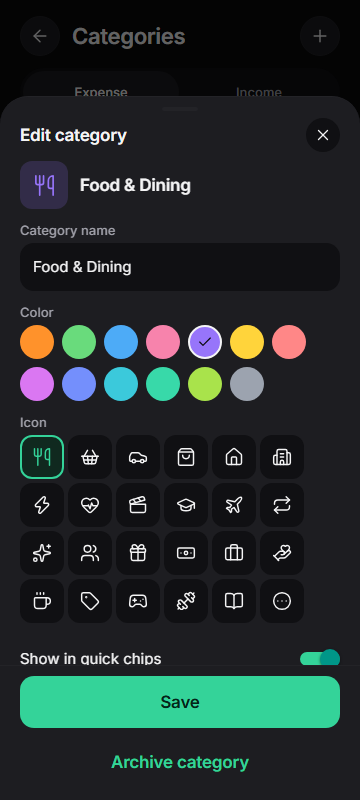 Categories
Expense
Income
Edit category
Food & Dining
Category name
Food & Dining
Color
Icon
Show in quick chips
Save
Archive category